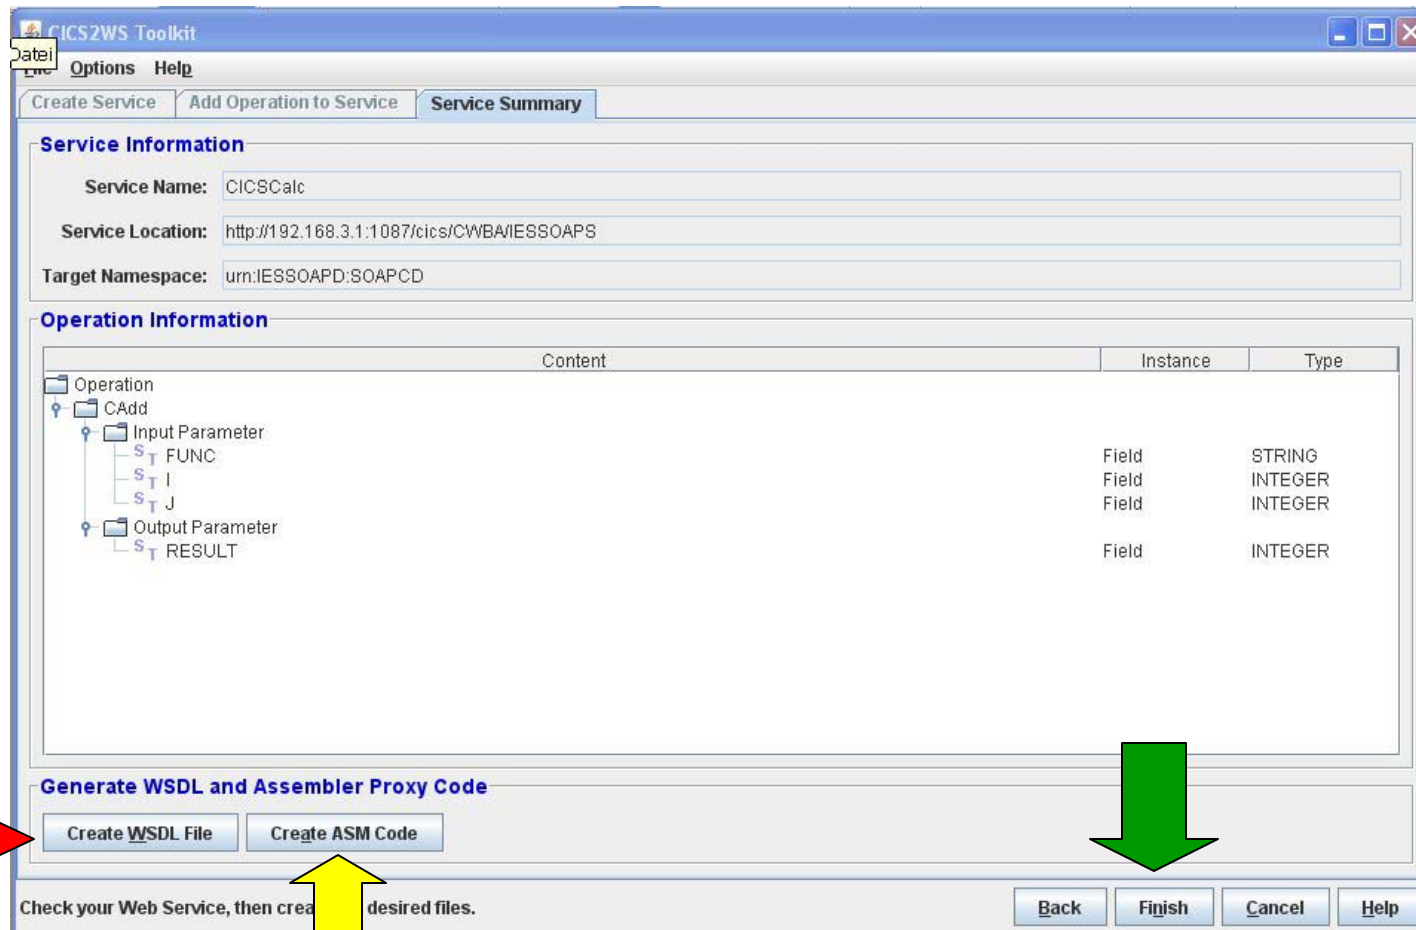 CICS2WS Toolkit
Datei
Options Help
Create Service Add Operation to Service Service Summary
Service Information
Service Name: CICSCalc
Service Location: http://192.168.3.1:1087/cics/CWBA/IESSOAPS
Target Namespace: urn:IESSOAPD:SOAPCD
Operation Information
Content Instance Type
Operation
CAdd
Input Parameter
FUNC Field STRING
I Field INTEGER
J Field INTEGER
Output Parameter
RESULT Field INTEGER
Generate WSDL and Assembler Proxy Code
Create WSDL File Create ASM Code
Check your Web Service, then desired files.
Back Finish Cancel Help